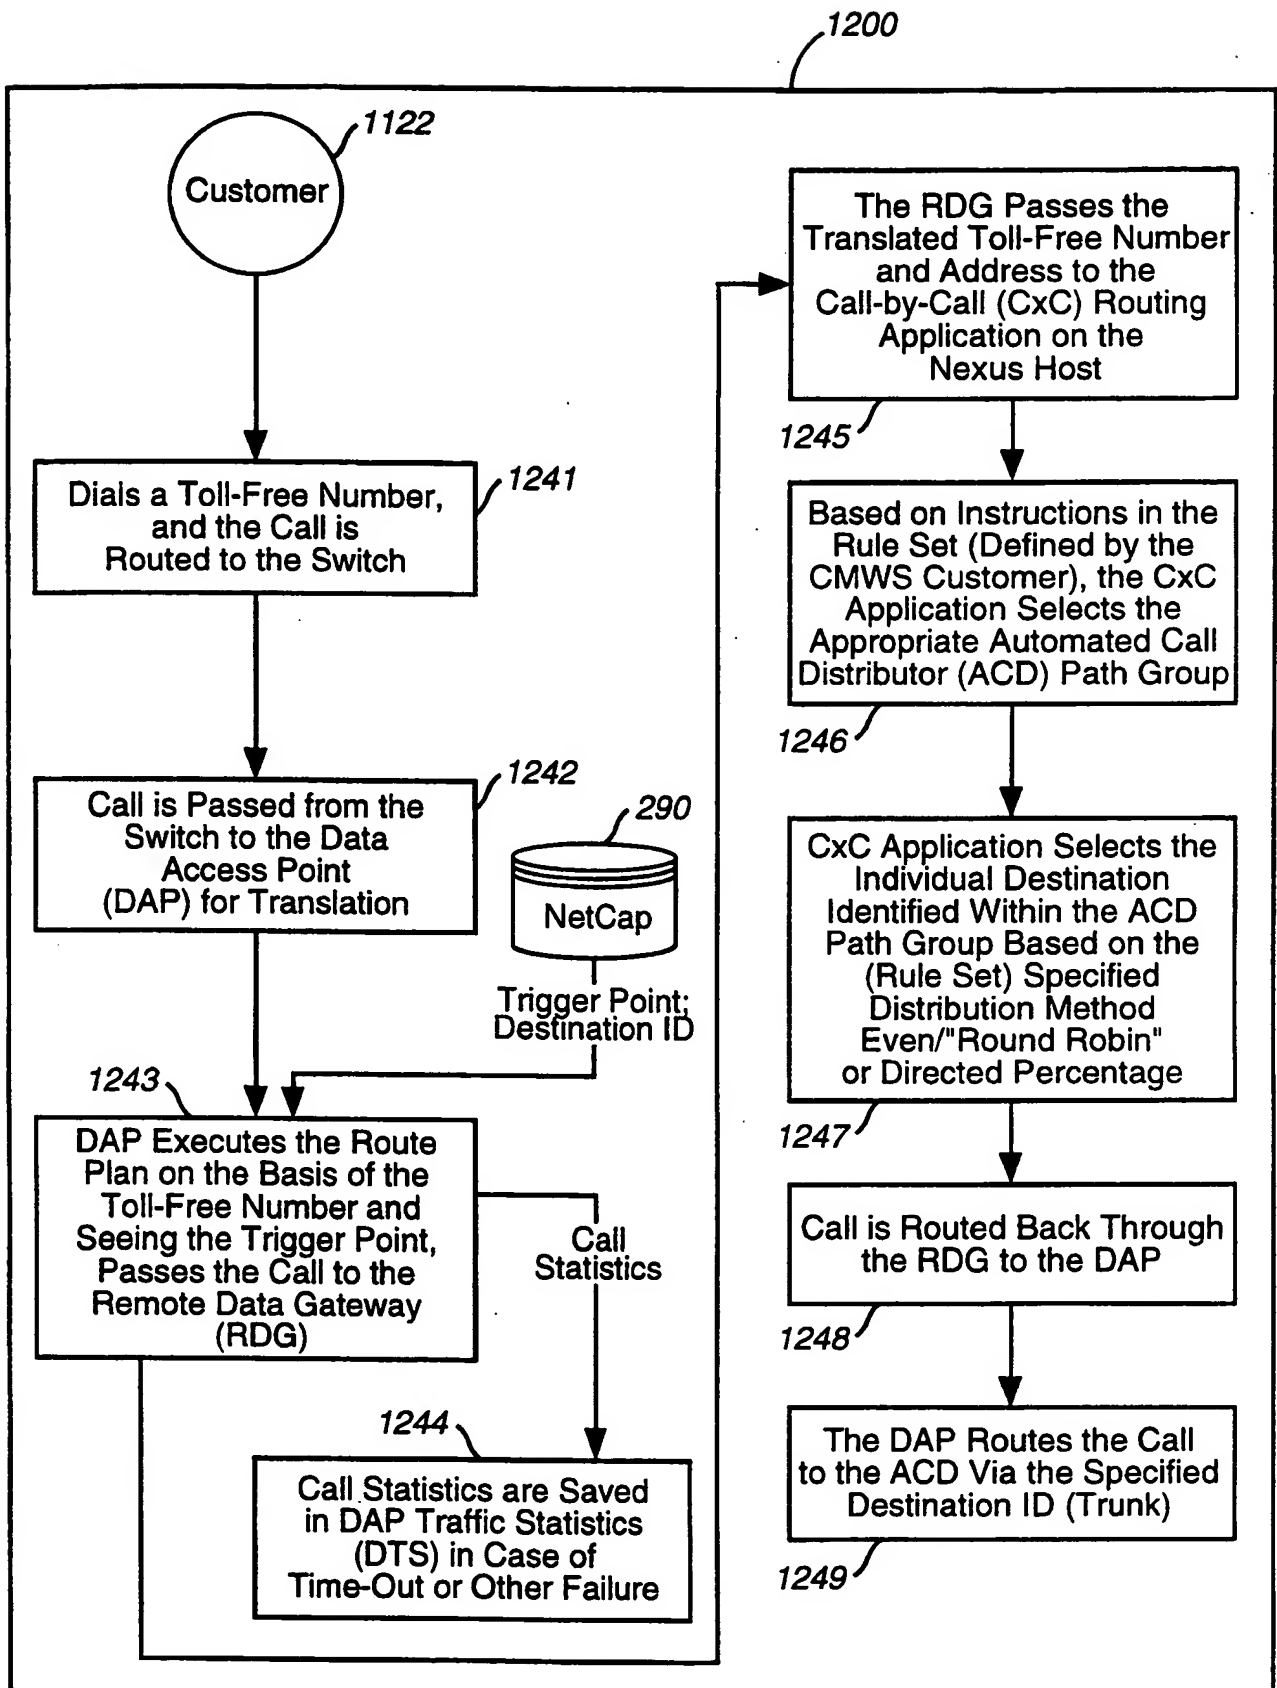 1200
1122
Customer
1241
Dials a Toll-Free Number,
and the Call is
Routed to the Switch
1242
Call is Passed from the
Switch to the Data
Access Point
(DAP) for Translation
290
NetCap
Trigger Point;
Destination ID
1243
DAP Executes the Route
Plan on the Basis of the
Toll-Free Number and
Seeing the Trigger Point,
Passes the Call to the
Remote Data Gateway
(RDG)
Call
Statistics
1244
Call Statistics are Saved
in DAP Traffic Statistics
(DTS) in Case of
Time-Out or Other Failure
The RDG Passes the
Translated Toll-Free Number
and Address to the
Call-by-Call (CxC) Routing
Application on the
Nexus Host
1245
Based on Instructions in the
Rule Set (Defined by the
CMWS Customer), the CxC
Application Selects the
Appropriate Automated Call
Distributor (ACD) Path Group
1246
CxC Application Selects the
Individual Destination
Identified Within the ACD
Path Group Based on the
(Rule Set) Specified
Distribution Method
Even/"Round Robin"
or Directed Percentage
1247
Call is Routed Back Through
the RDG to the DAP
1248
The DAP Routes the Call
to the ACD Via the Specified
Destination ID (Trunk)
1249